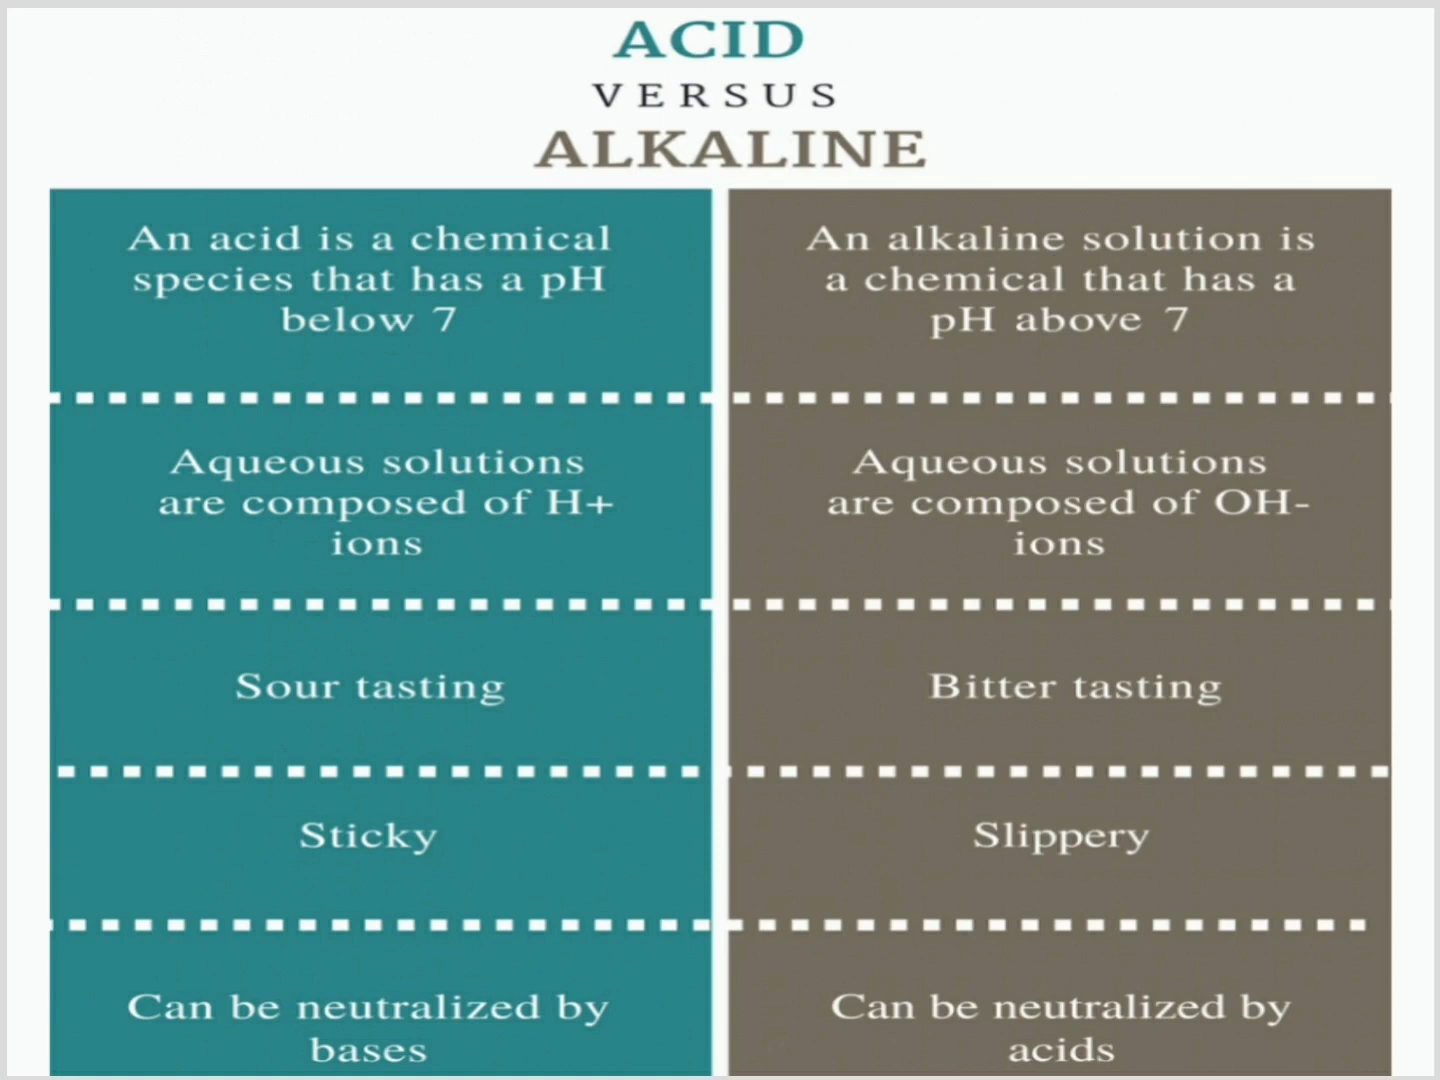 ACID
VERSUS
ALKALINE
An acid is a chemical
species that has a pH
below 7
An alkaline solution is
a chemical that has a
pH above 7
Aqueous solutions
are composed of H+
ions
Aqueous solutions
are composed of OH-
ions
Sour tasting
Bitter tasting
Sticky
Slippery
Can be neutralized by
bases
Can be neutralized by
acids